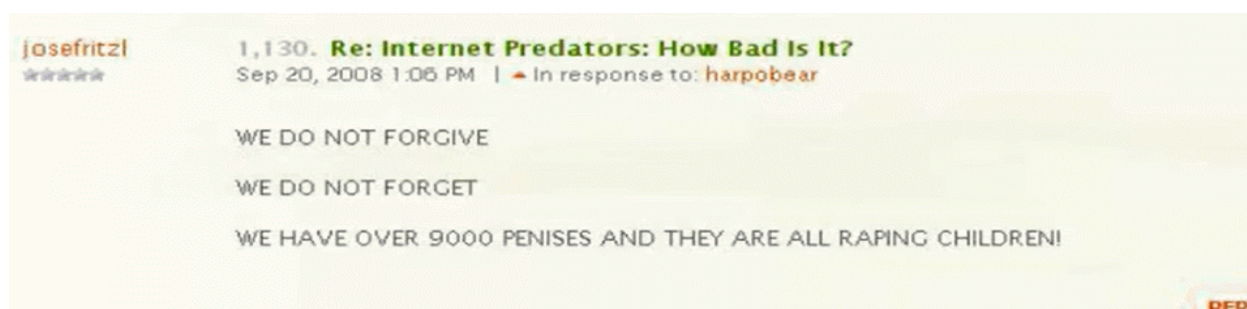 josefritzl
1,130. Re: Internet Predators: How Bad Is It?
Sep 20, 2008 1:06 PM | In response to: harpobear
WE DO NOT FORGIVE
WE DO NOT FORGET
WE HAVE OVER 9000 PENISES AND THEY ARE ALL RAPING CHILDREN!